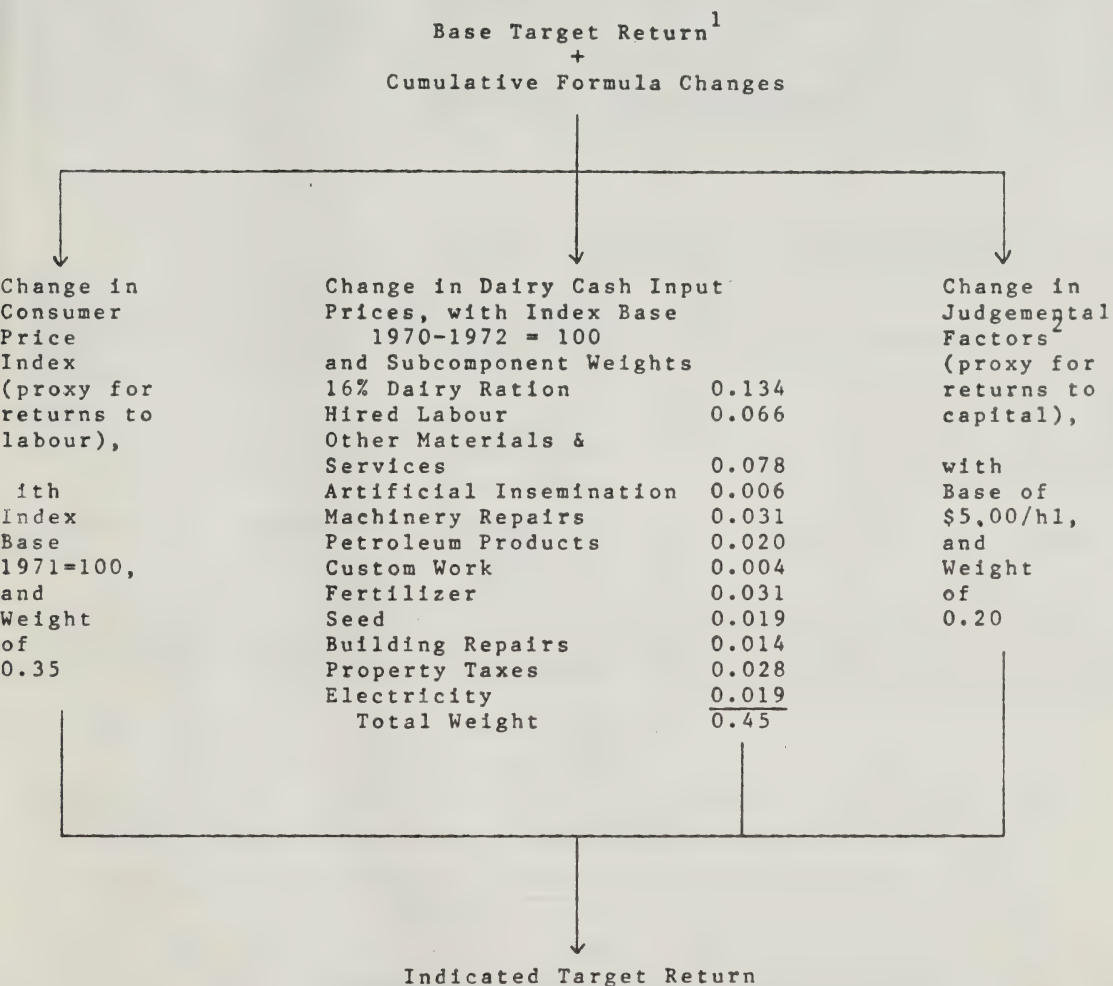 Base Target Return1
+
Cumulative Formula Changes
Change in
Consumer
Price
Index
(proxy for
returns to
labour),
ith
Index
Base
1971=100,
and
Weight
of
0.35
Change in Dairy Cash Input
Prices, with Index Base
1970-1972 = 100
and Subcomponent Weights
16% Dairy Ration 0.134
Hired Labour 0.066
Other Materials &
Services 0.078
Artificial Insemination 0.006
Machinery Repairs 0.031
Petroleum Products 0.020
Custom Work 0.004
Fertilizer 0.031
Seed 0.019
Building Repairs 0.014
Property Taxes 0.028
Electricity 0.019
Total Weight 0.45
Change in
Judgemental
Factors2
(proxy for
returns to
capital),
with
Base of
$5.00/hl,
and
Weight
of
0.20
Indicated Target Return